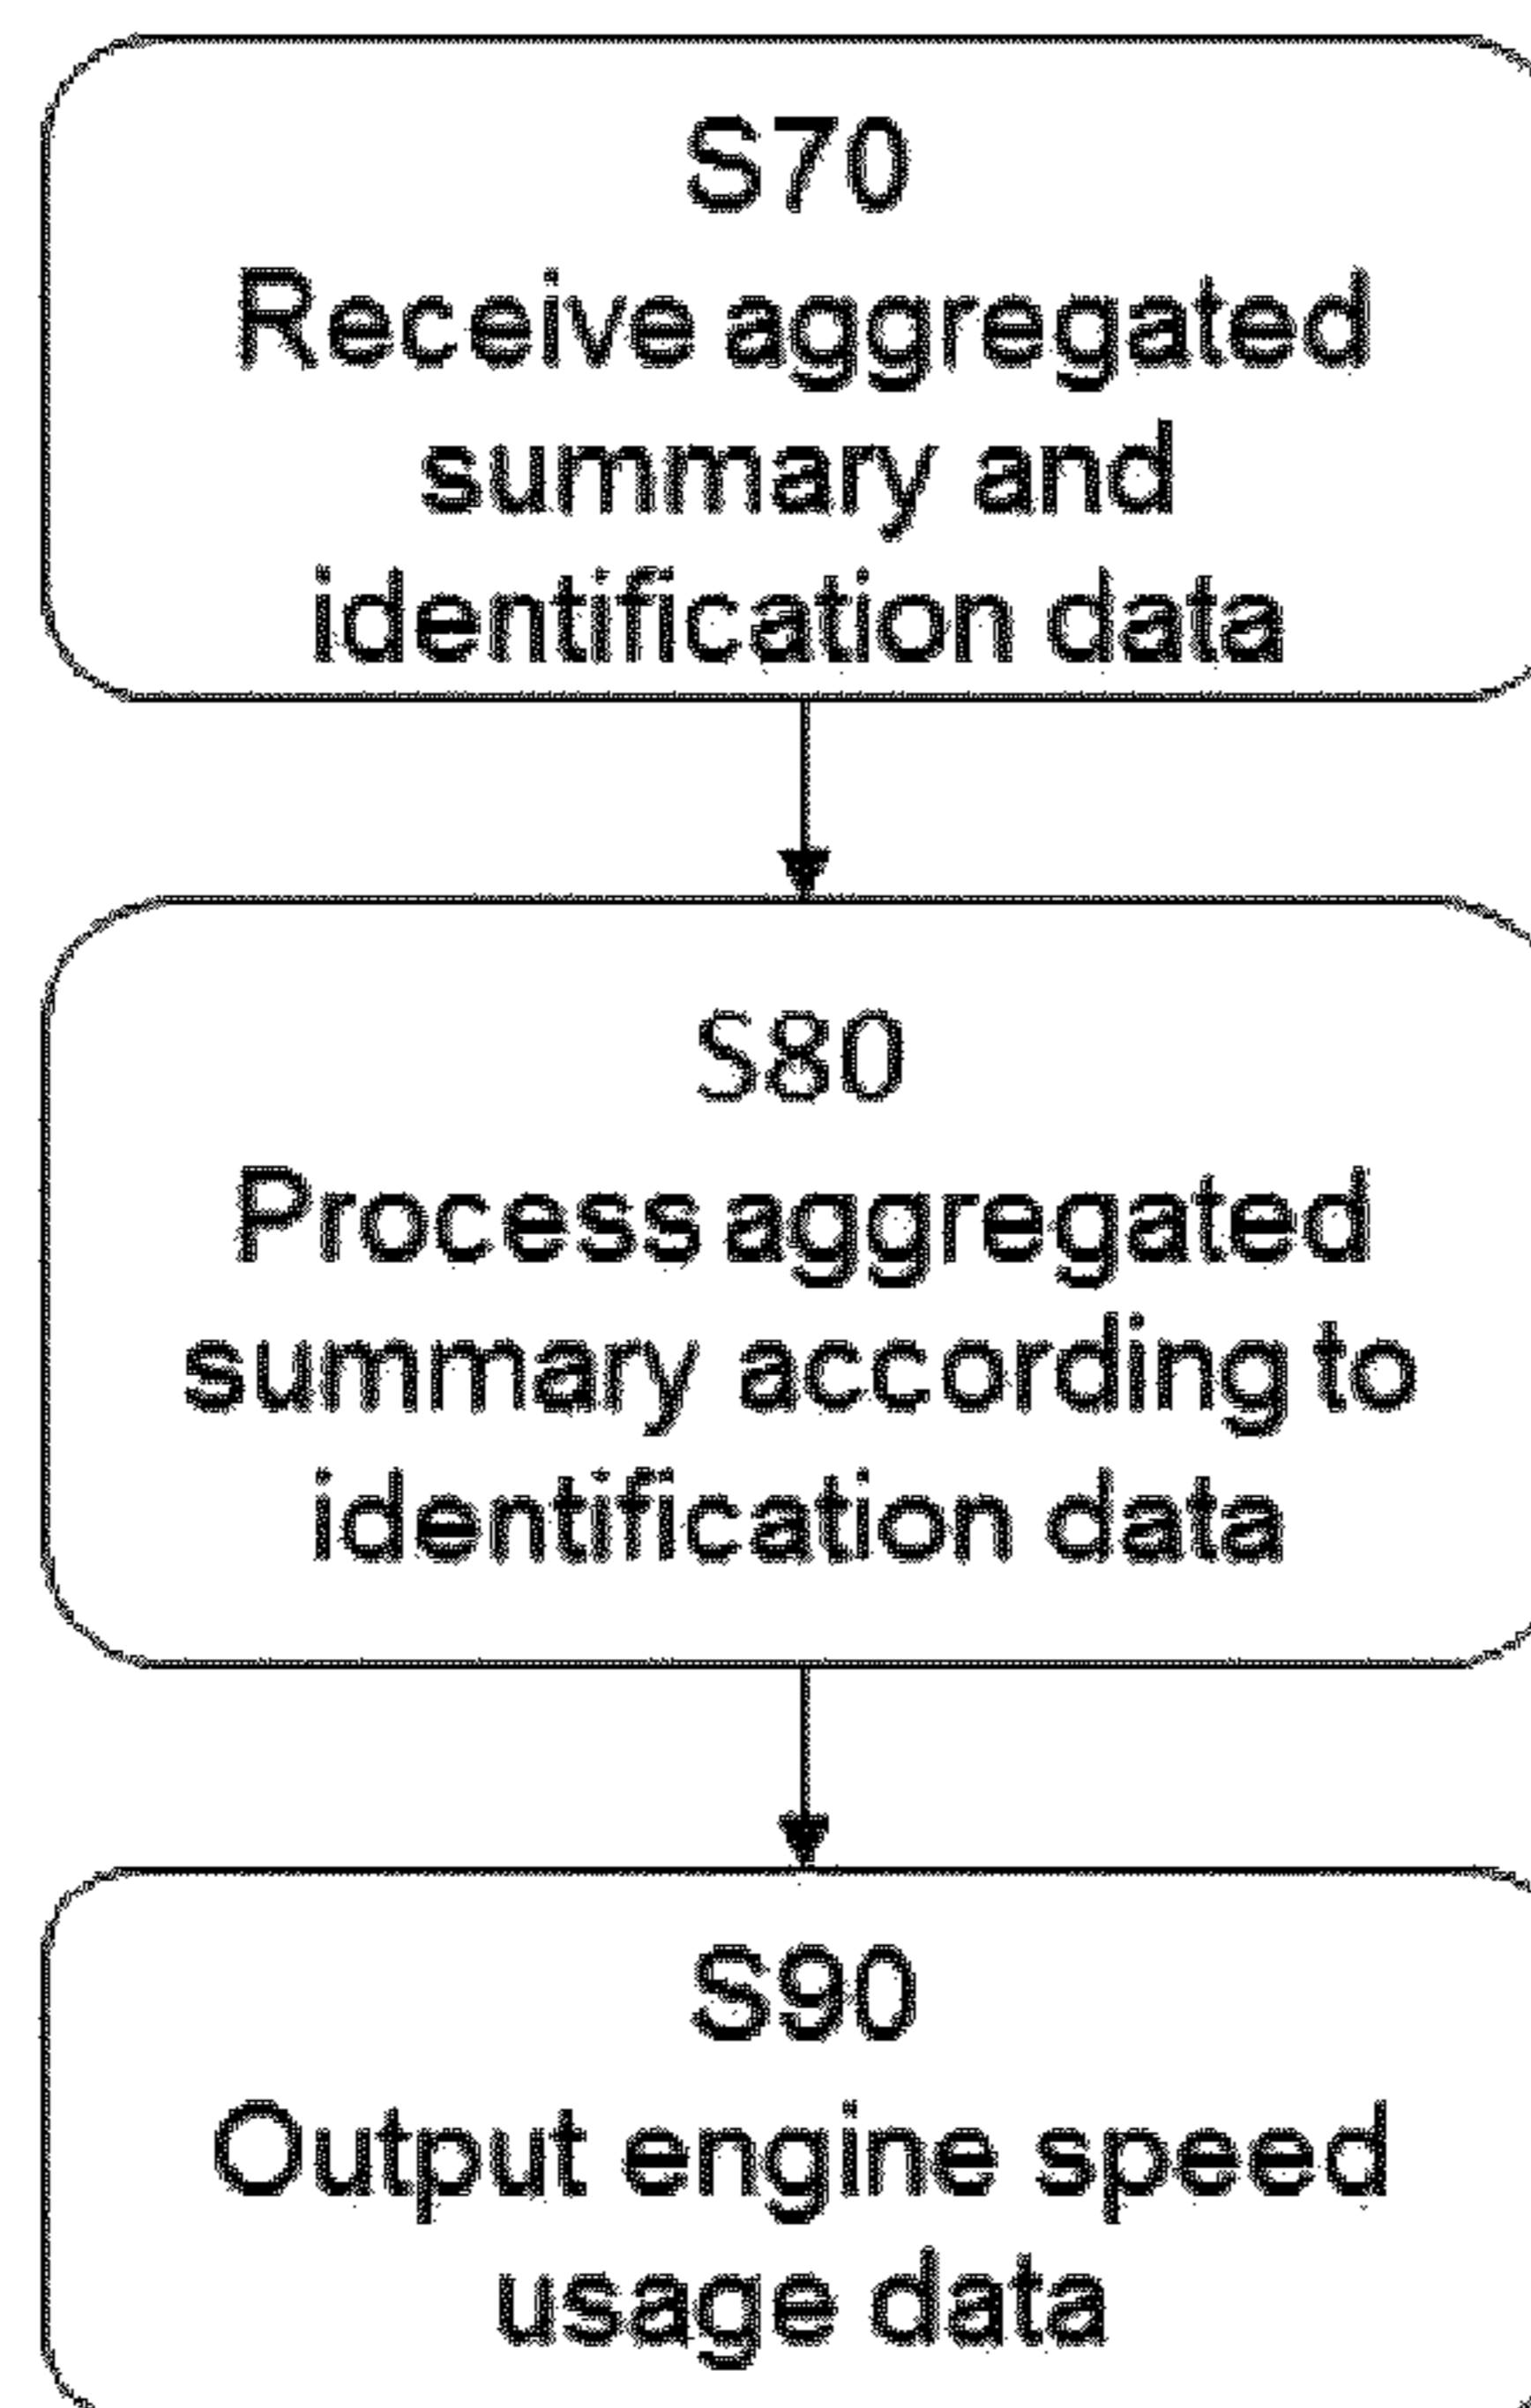 S70
Receive aggregated
summary and
identification data
S80
Process aggregated
summary according to
identification data
S90
Output engine speed
usage data